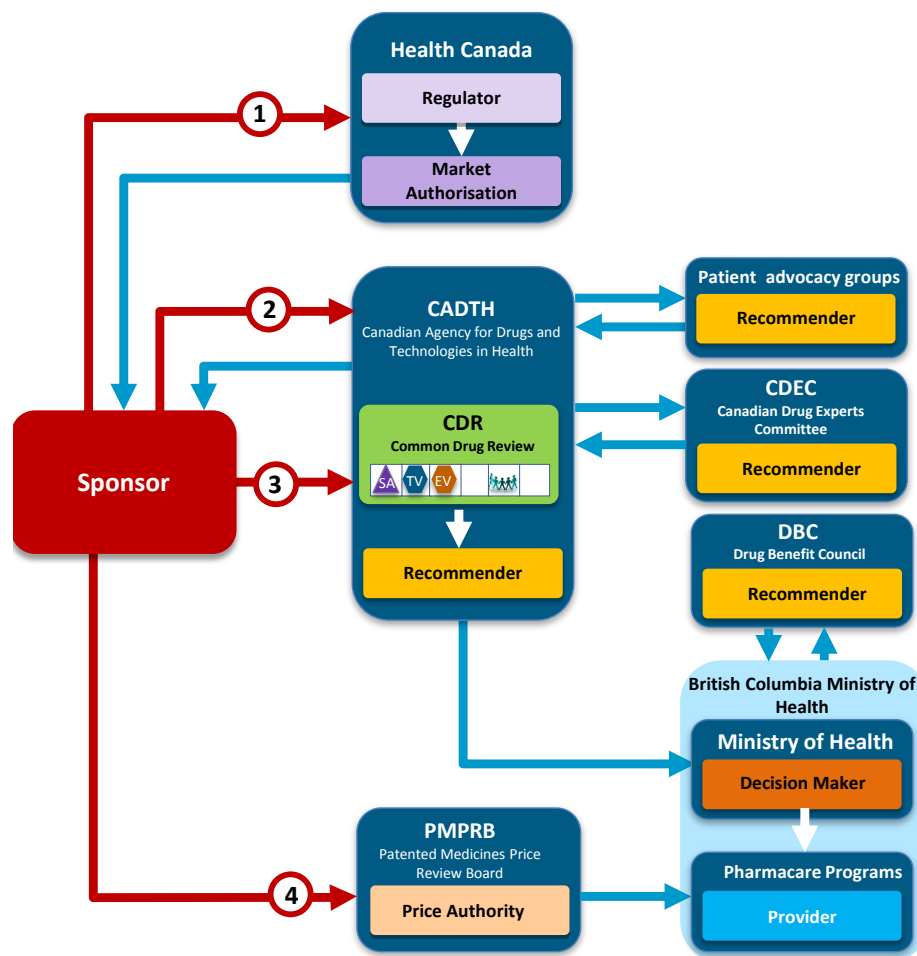 Health Canada
Regulator
1
Market
Authorisation
2
CADTH
Canadian Agency for Drugs and
Technologies in Health
Patient advocacy groups
Recommender
CDEC
Canadian Drug Experts
Committee
Recommender
CDR
Common Drug Review
SA TV EV
Sponsor
3
Recommender
DBC
Drug Benefit Council
Recommender
British Columbia Ministry of
Health
Ministry of Health
Decision Maker
PMPRB
Patented Medicines Price
Review Board
4
Price Authority
Pharmacare Programs
Provider